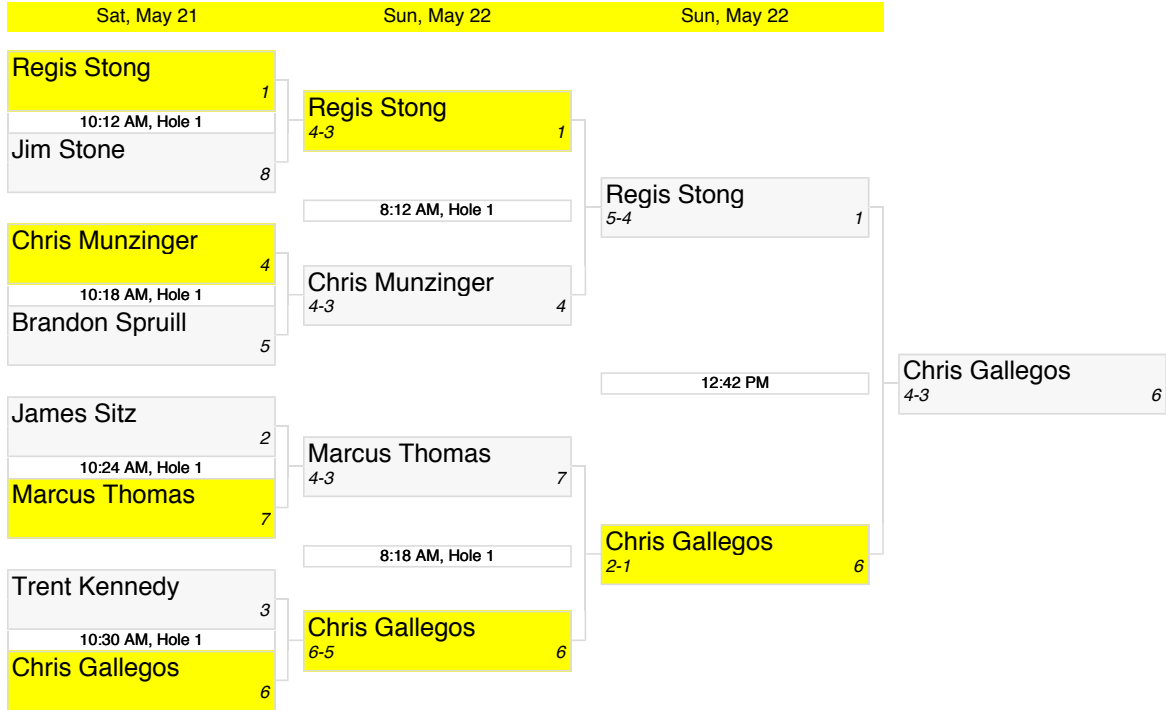 Sat, May 21
Sun, May 22
Sun, May 22
Regis Stong
1
10:12 AM, Hole 1
Jim Stone
8
Chris Munzinger
4
10:18 AM, Hole 1
Brandon Spruill
5
James Sitz
2
10:24 AM, Hole 1
Marcus Thomas
7
Trent Kennedy
3
10:30 AM, Hole 1
Chris Gallegos
6
Regis Stong
4-3 1
8:12 AM, Hole 1
Chris Munzinger
4-3 4
Marcus Thomas
4-3 7
8:18 AM, Hole 1
Chris Gallegos
6-5 6
Regis Stong
5-4 1
12:42 PM
Chris Gallegos
2-1 6
Chris Gallegos
4-3 6